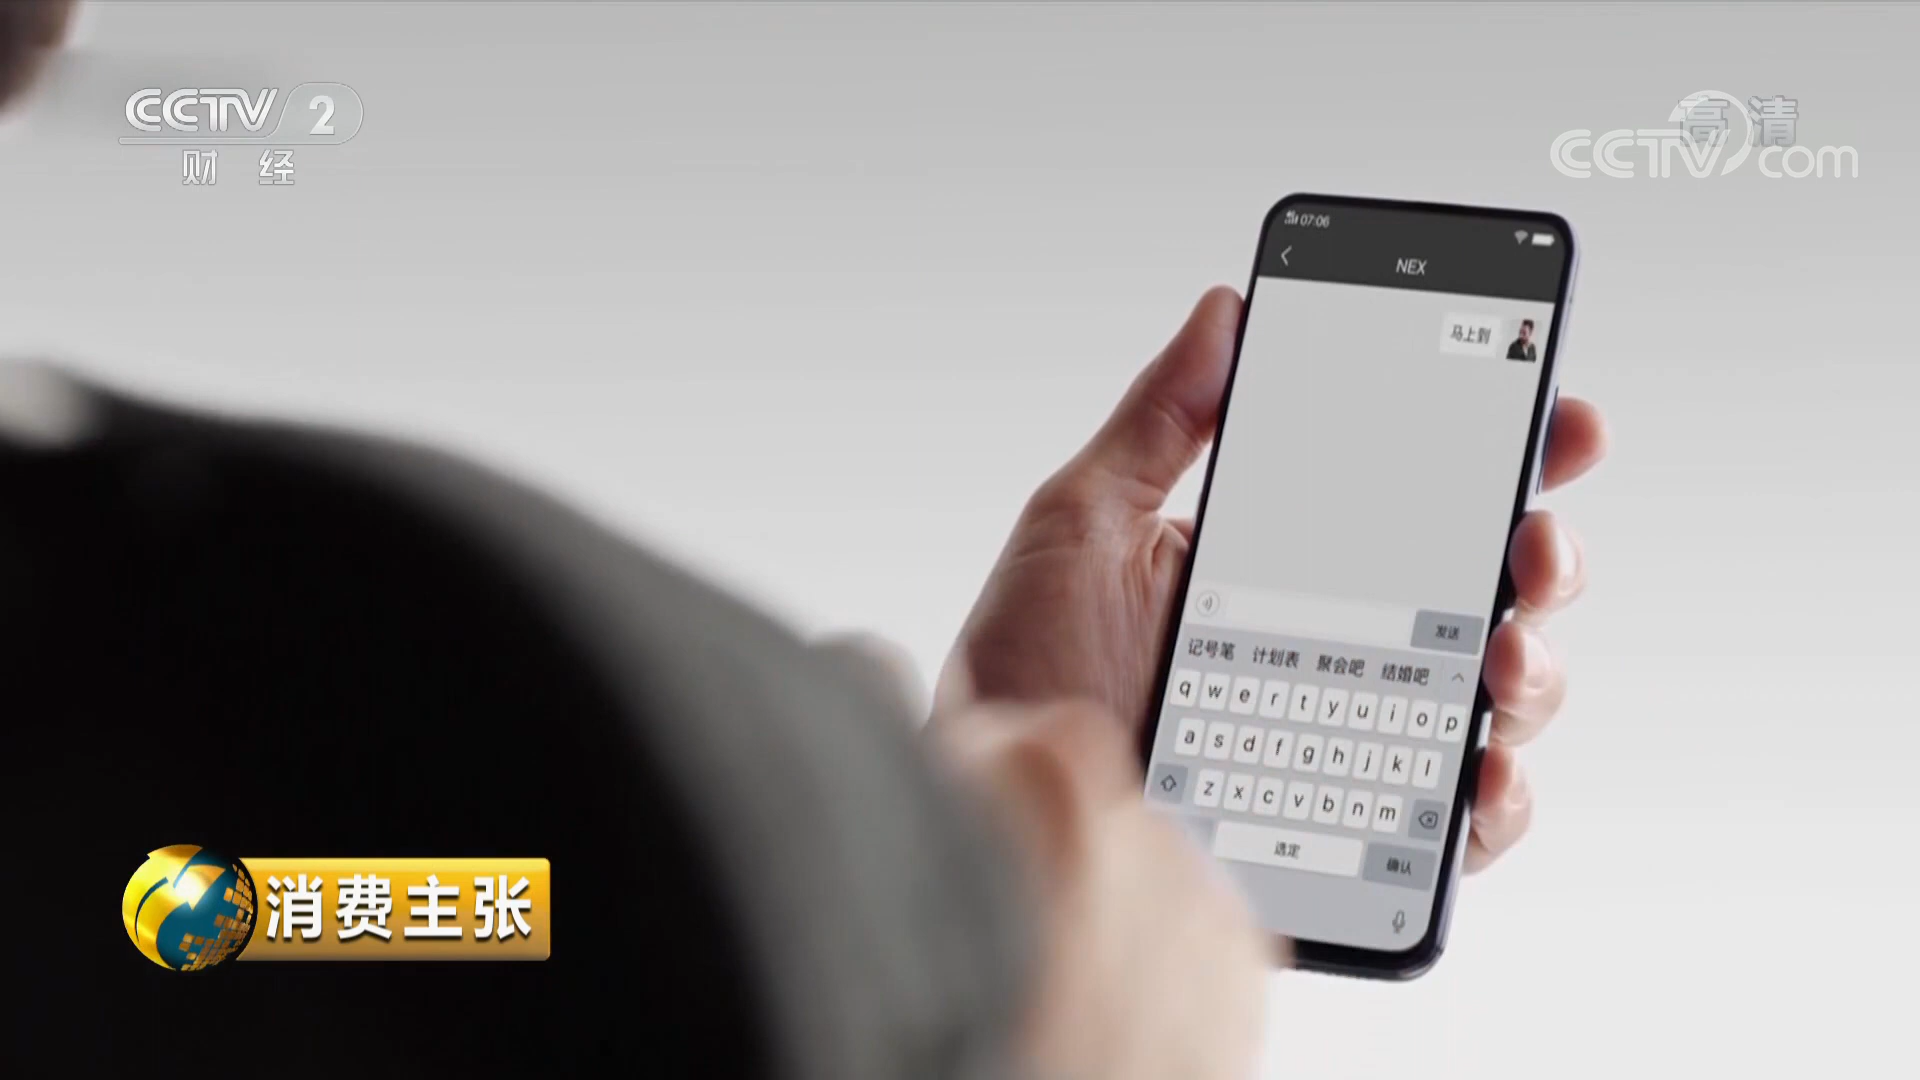 CCTV 2
财 经
高清
CCTV com
07:06
NEX
马上到
发送
记号笔 计划表 聚会吧 结婚吧
q w e r t y u i o p
a s d f g h j k l
z x c v b n m
选定 确认
消费主张